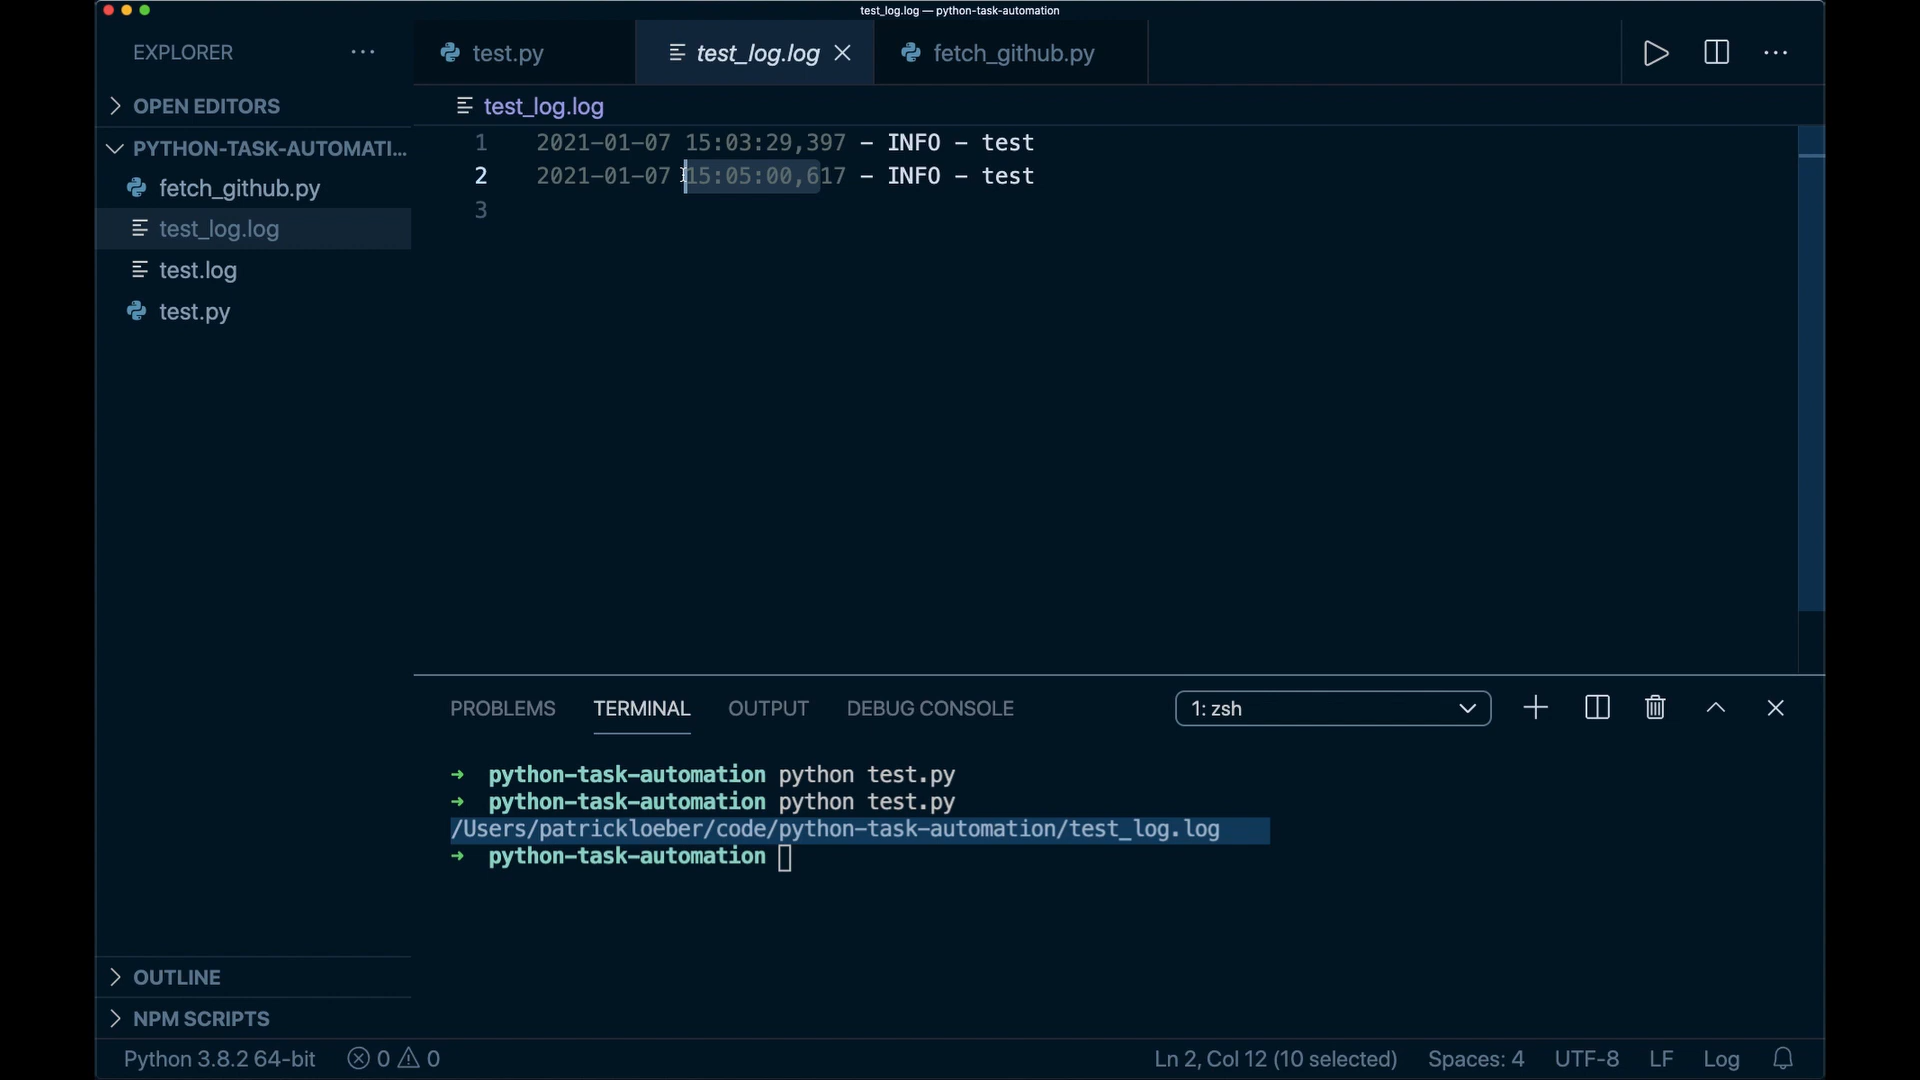 test_log.log — python-task-automation
EXPLORER
test.py
test_log.log
fetch_github.py
OPEN EDITORS
test_log.log
PYTHON-TASK-AUTOMATI...
fetch_github.py
test_log.log
test.log
test.py
1 2021-01-07 15:03:29,397 - INFO - test
2 2021-01-07 15:05:00,617 - INFO - test
3
PROBLEMS
TERMINAL
OUTPUT
DEBUG CONSOLE
1: zsh
➜ python-task-automation python test.py
➜ python-task-automation python test.py
/Users/patrickloeber/code/python-task-automation/test_log.log
➜ python-task-automation
OUTLINE
NPM SCRIPTS
Python 3.8.2 64-bit
0
0
Ln 2, Col 12 (10 selected)
Spaces: 4
UTF-8
LF
Log